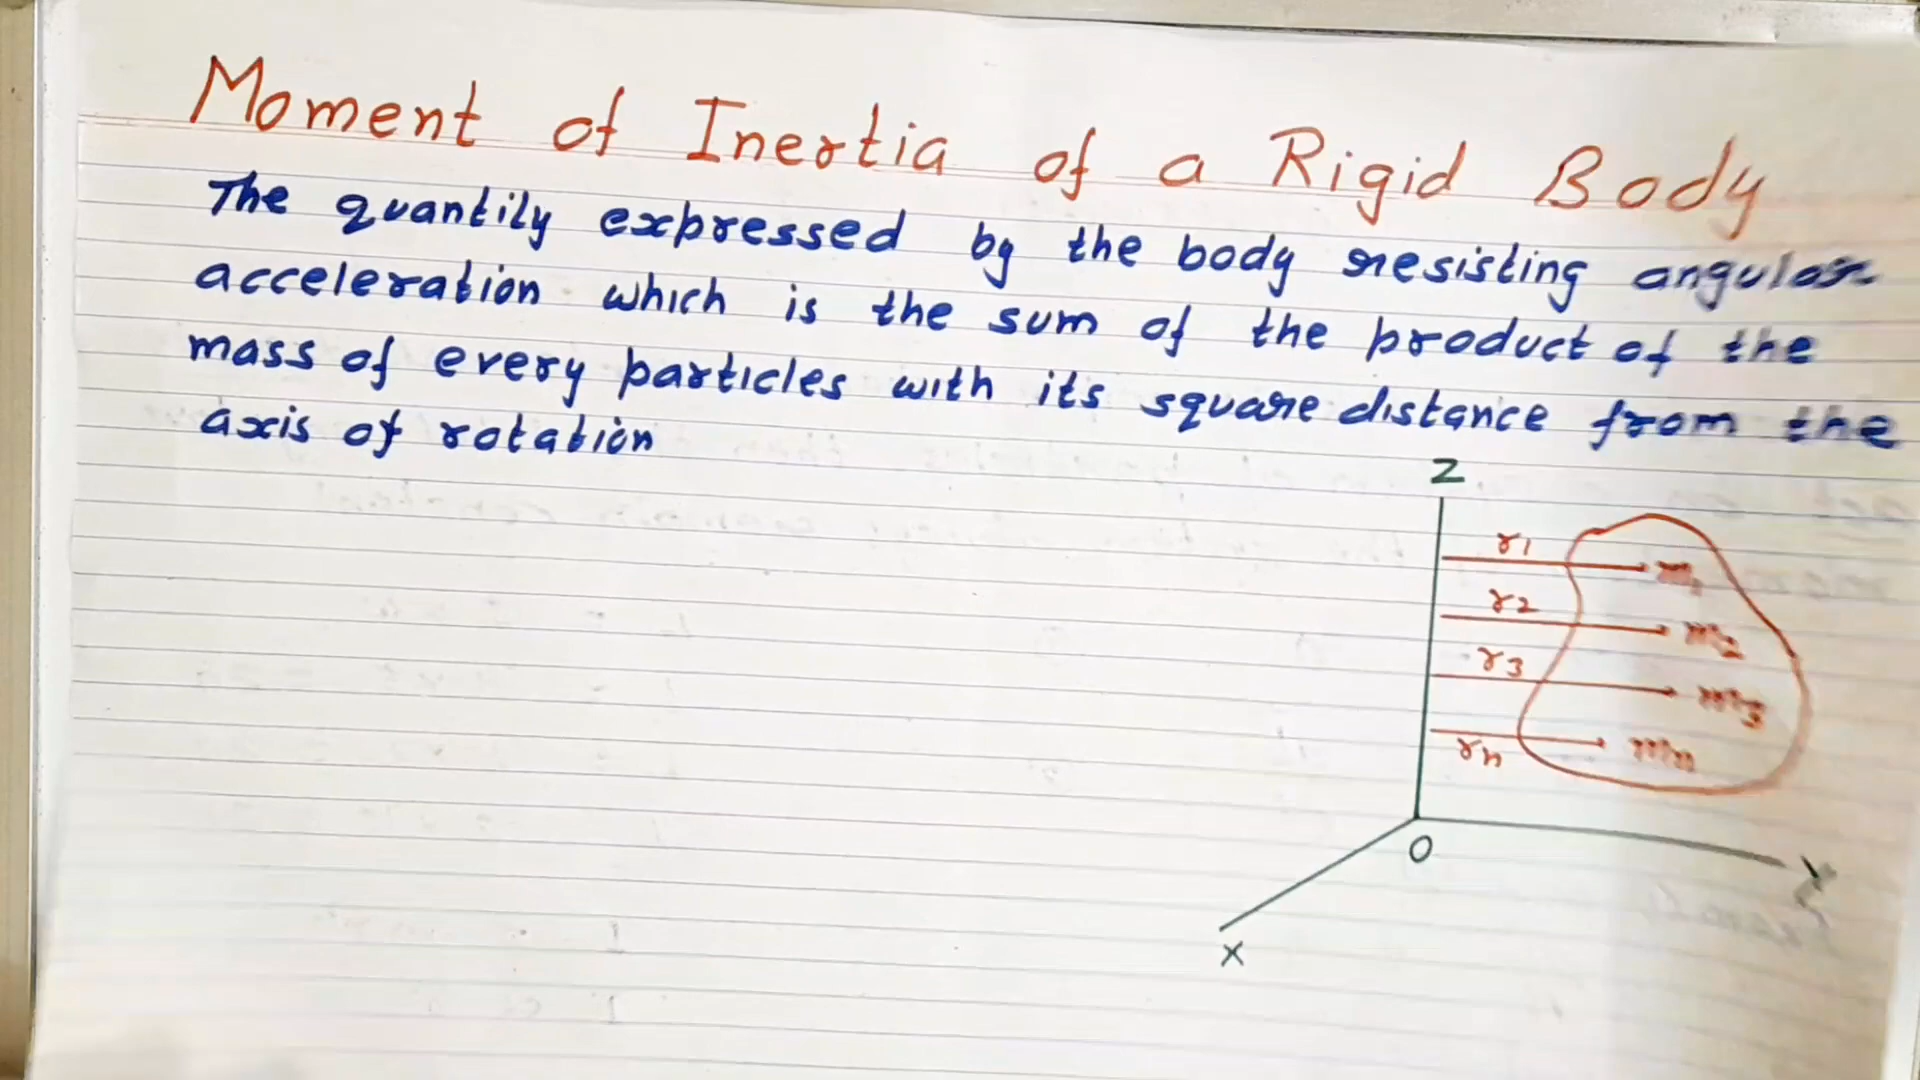 Moment of Inertia of a Rigid Body
The quantily expressed by the body resisting angular
acceleration which is the sum of the product of the
mass of every particles with its square distance from the
axis of rotation
Z
r1 m1
r2 m2
r3 m3
rn mn
O
Y
X